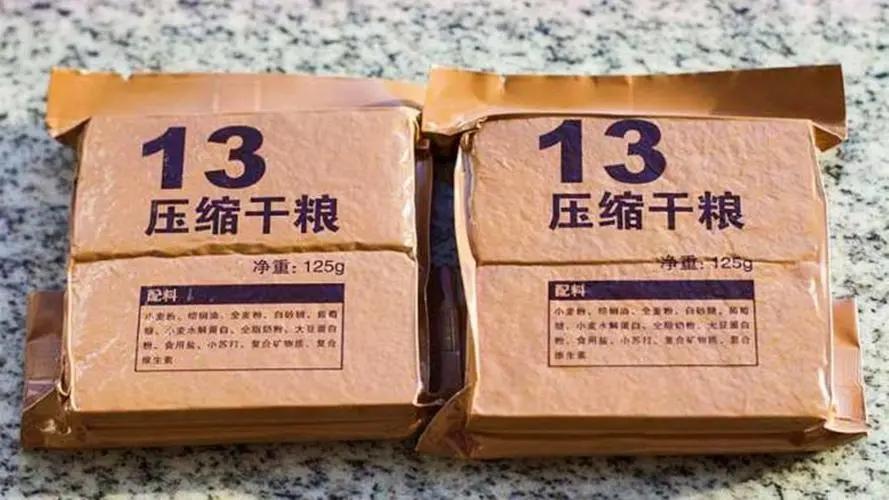 13
压缩干粮
净重：125g
配料
小麦粉、棕榈油、全麦粉、白砂糖、葡萄
糖、小麦水解蛋白、全脂奶粉、大豆蛋白
粉、食用盐、小苏打、复合矿物质、复合
维生素
13
压缩干粮
净重：125g
配料
小麦粉、棕榈油、全麦粉、白砂糖、葡萄
糖、小麦水解蛋白、全脂奶粉、大豆蛋白
粉、食用盐、小苏打、复合矿物质、复合
维生素